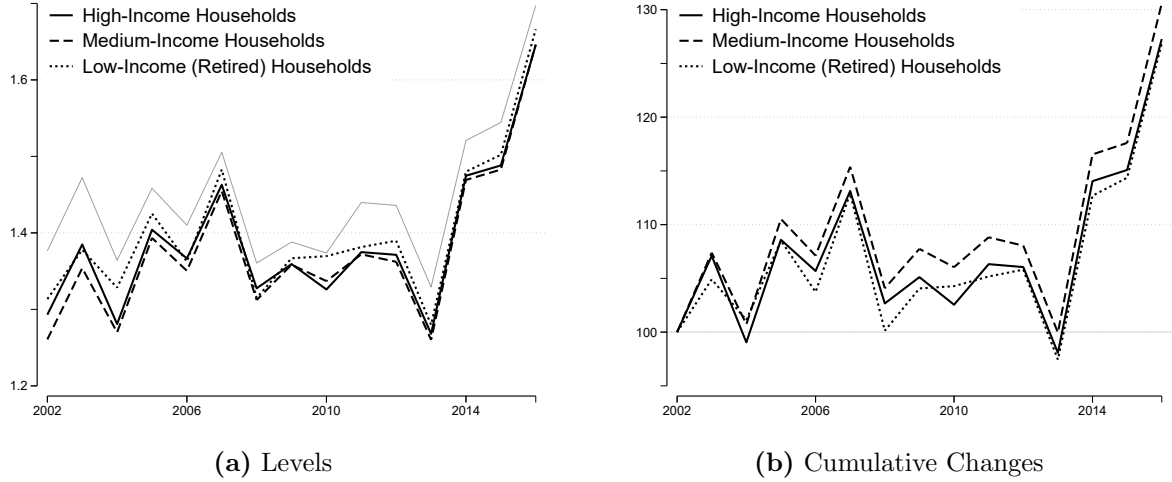 High-Income Households
Medium-Income Households
Low-Income (Retired) Households
1.6
1.4
1.2
2002 2006 2010 2014
(a) Levels
130
High-Income Households
Medium-Income Households
Low-Income (Retired) Households
120
110
100
2002 2006 2010 2014
(b) Cumulative Changes